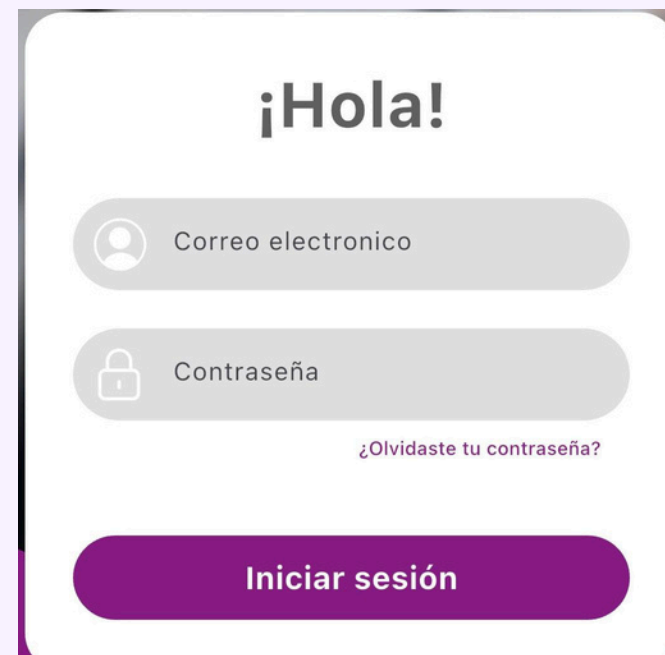 ¡Hola!
Correo electronico
Contraseña
¿Olvidaste tu contraseña?
Iniciar sesión